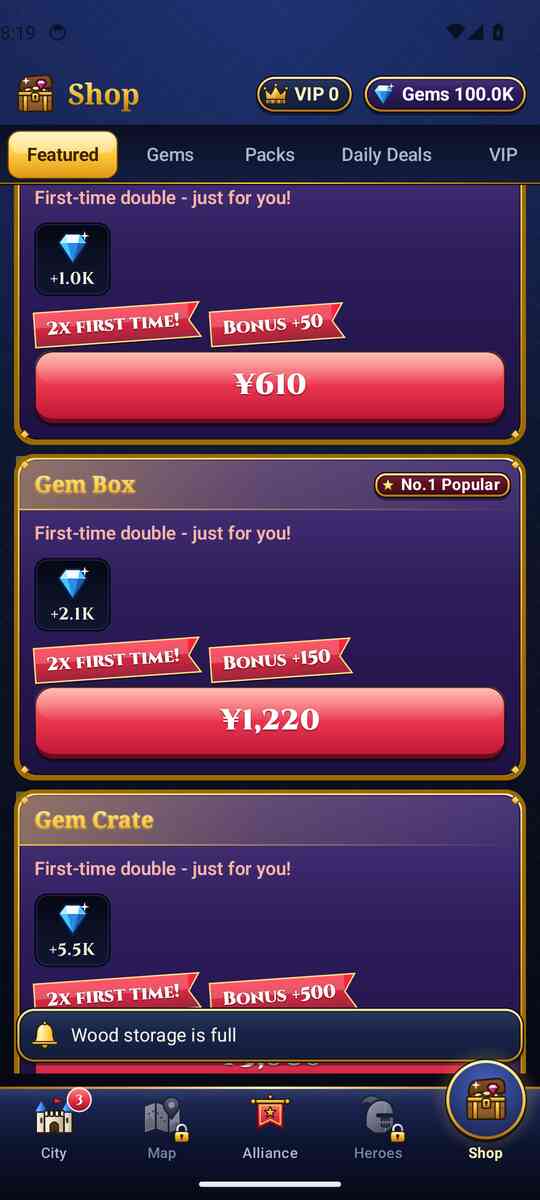 8:19
Shop
VIP 0
Gems 100.0K
Featured
Gems
Packs
Daily Deals
VIP
First-time double - just for you!
+1.0K
2X FIRST TIME!
BONUS +50
¥610
Gem Box
No.1 Popular
First-time double - just for you!
+2.1K
2X FIRST TIME!
BONUS +150
¥1,220
Gem Crate
First-time double - just for you!
+5.5K
2X FIRST TIME!
BONUS +500
Wood storage is full
3
City
Map
Alliance
Heroes
Shop